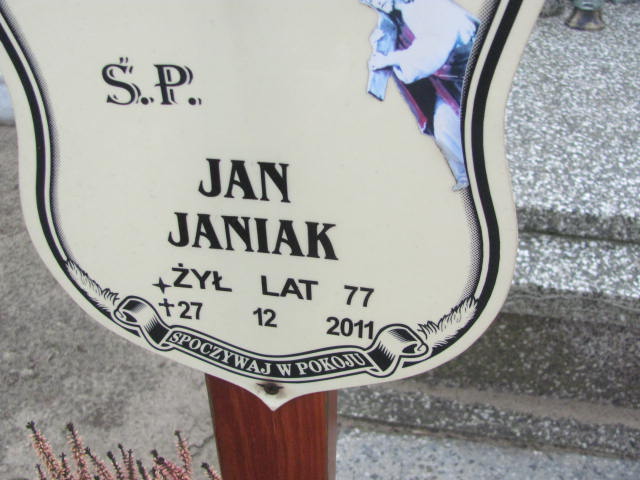 Ś.P.
JAN
JANIAK
ŻYŁ LAT 77
27 12 2011
SPOCZYWAJ W POKOJU